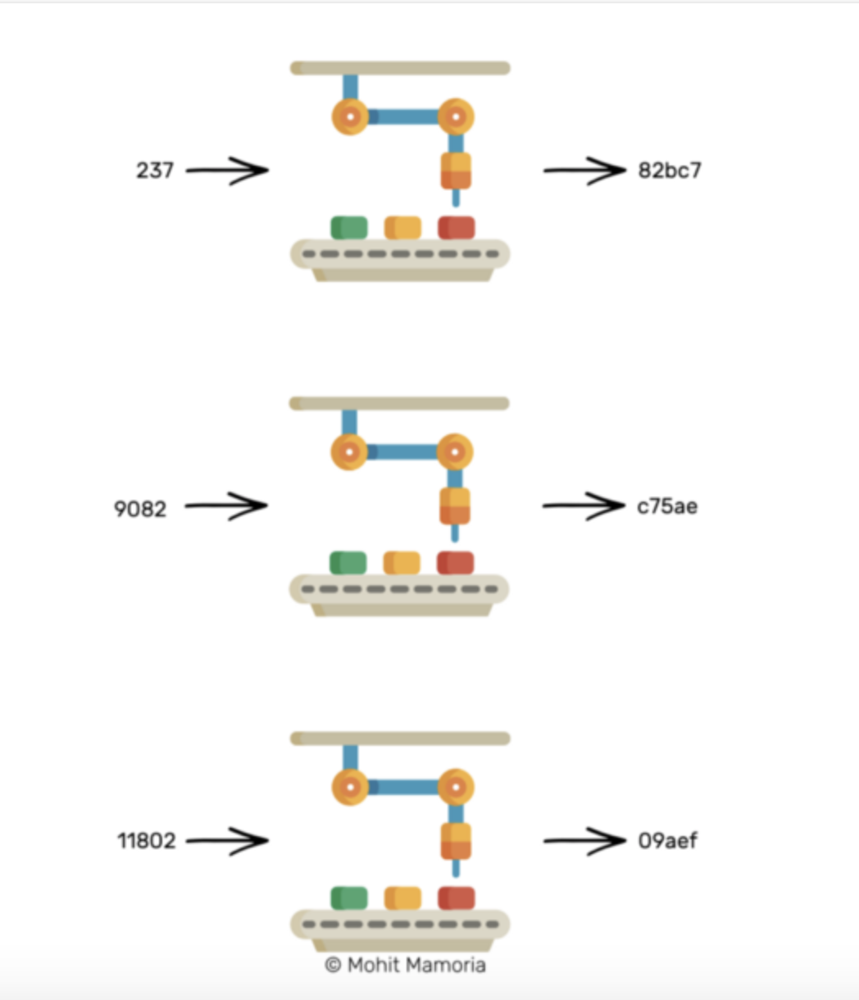 237 82bc7
9082 c75ae
11802 09aef
© Mohit Mamoria